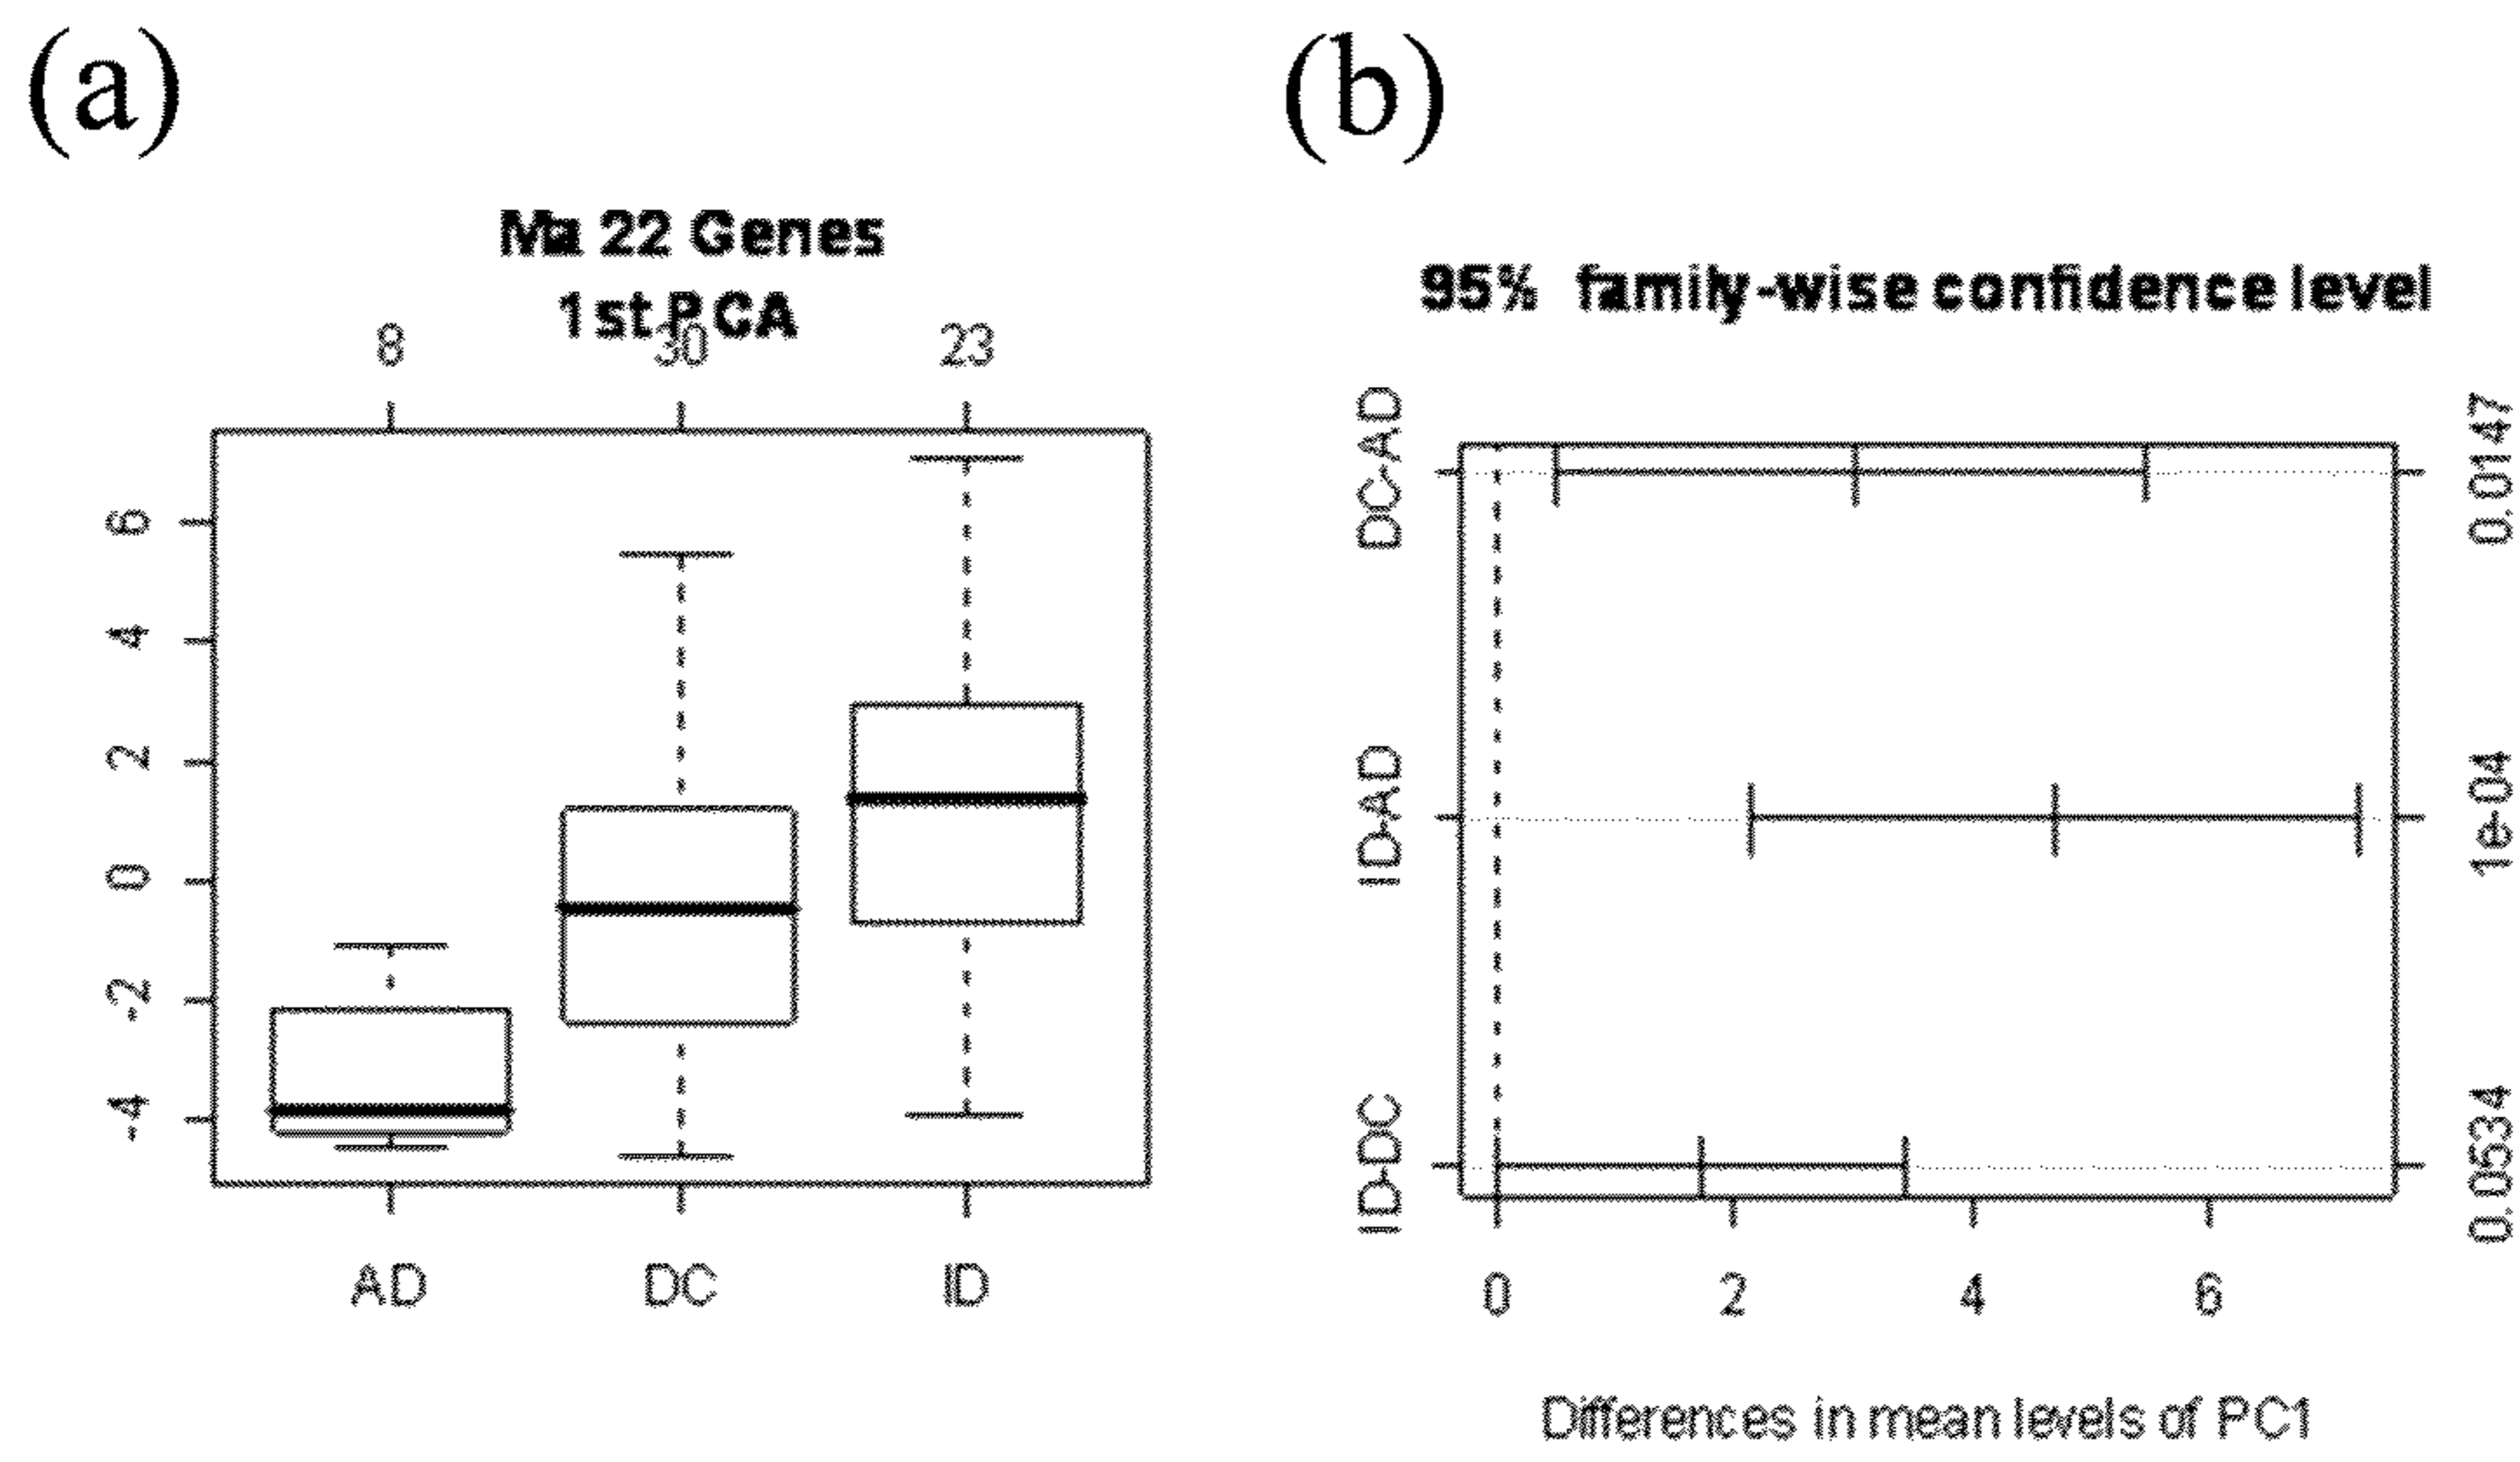 (a)
Ma 22 Genes
1st PCA
8 30 23
6
4
2
0
-2
-4
AD DC ID
(b)
95% family-wise confidence level
DC-AD
ID-AD
ID-DC
0.0147
1e-04
0.0534
0 2 4 6
Differences in mean levels of PC1